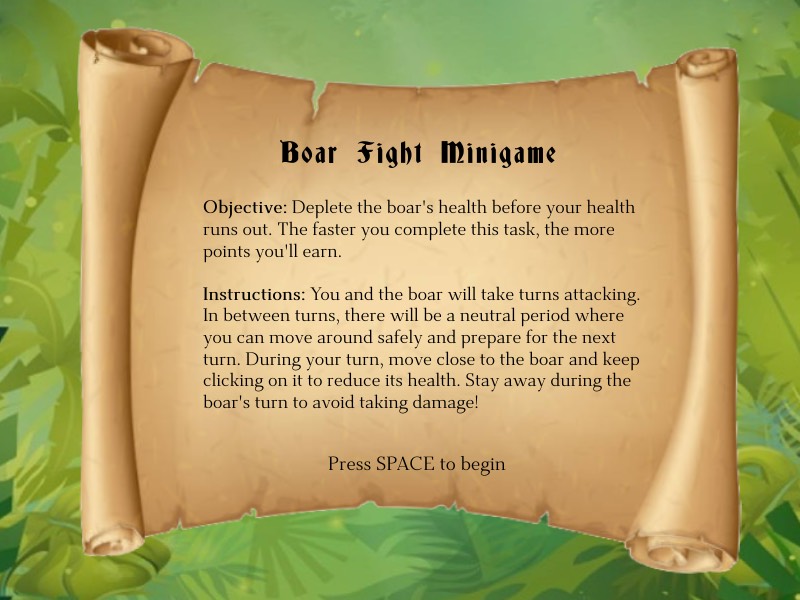 Boar Fight Minigame
Objective: Deplete the boar's health before your health
runs out. The faster you complete this task, the more
points you'll earn.
Instructions: You and the boar will take turns attacking.
In between turns, there will be a neutral period where
you can move around safely and prepare for the next
turn. During your turn, move close to the boar and keep
clicking on it to reduce its health. Stay away during the
boar's turn to avoid taking damage!
Press SPACE to begin